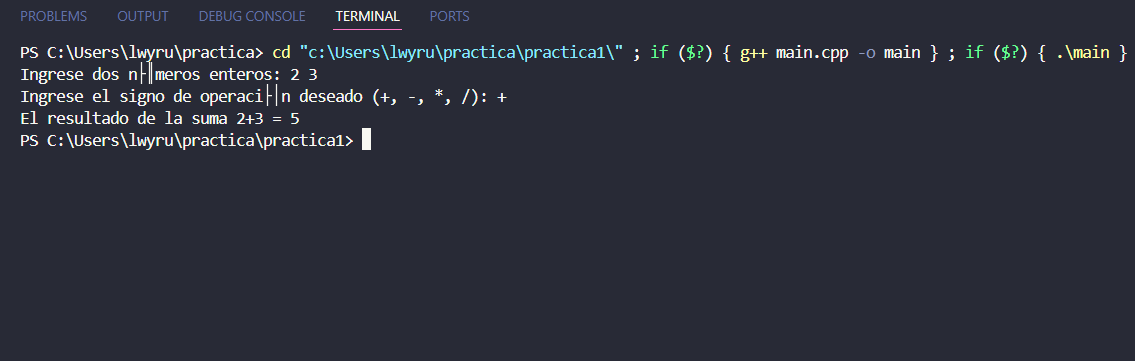 PROBLEMS OUTPUT DEBUG CONSOLE TERMINAL PORTS
PS C:\Users\lwyru\practica> cd "c:\Users\lwyru\practica\practica1\" ; if ($?) { g++ main.cpp -o main } ; if ($?) { .\main }
Ingrese dos n├║meros enteros: 2 3
Ingrese el signo de operaci├│n deseado (+, -, *, /): +
El resultado de la suma 2+3 = 5
PS C:\Users\lwyru\practica\practica1>